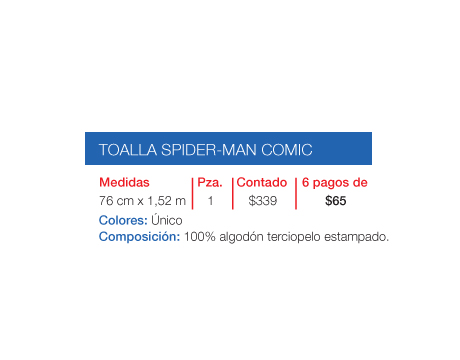 TOALLA SPIDER-MAN COMIC
Medidas Pza. Contado 6 pagos de
76 cm x 1,52 m 1 $339 $65
Colores: Único
Composición: 100% algodón terciopelo estampado.